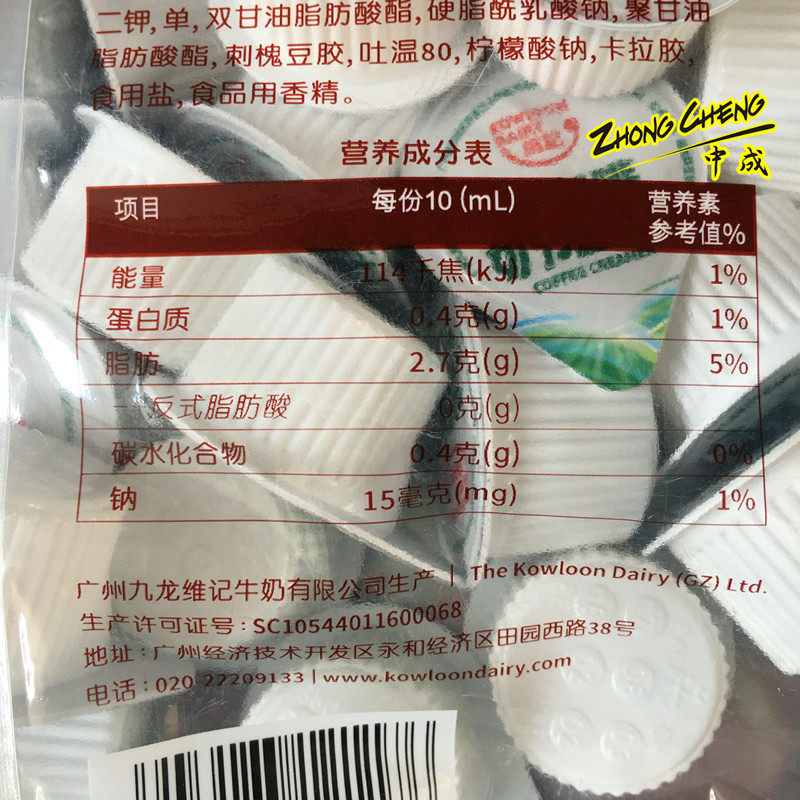 二钾,单,双甘油脂肪酸酯,硬脂酰乳酸钠,聚甘油
脂肪酸酯,刺槐豆胶,吐温80,柠檬酸钠,卡拉胶,
食用盐,食品用香精。
ZHONG CHENG
中成
营养成分表
项目 每份10 (mL) 营养素参考值%
能量 114千焦(kJ) 1%
蛋白质 0.4克(g) 1%
脂肪 2.7克(g) 5%
一反式脂肪酸 0克(g)
碳水化合物 0.4克(g) 0%
钠 15毫克(mg) 1%
COFFEE CREAMER
广州九龙维记牛奶有限公司生产 | The Kowloon Dairy (GZ) Ltd.
生产许可证号: SC10544011600068
地址: 广州经济技术开发区永和经济区田园西路38号
电话: 020-22209133 | www.kowloondairy.com